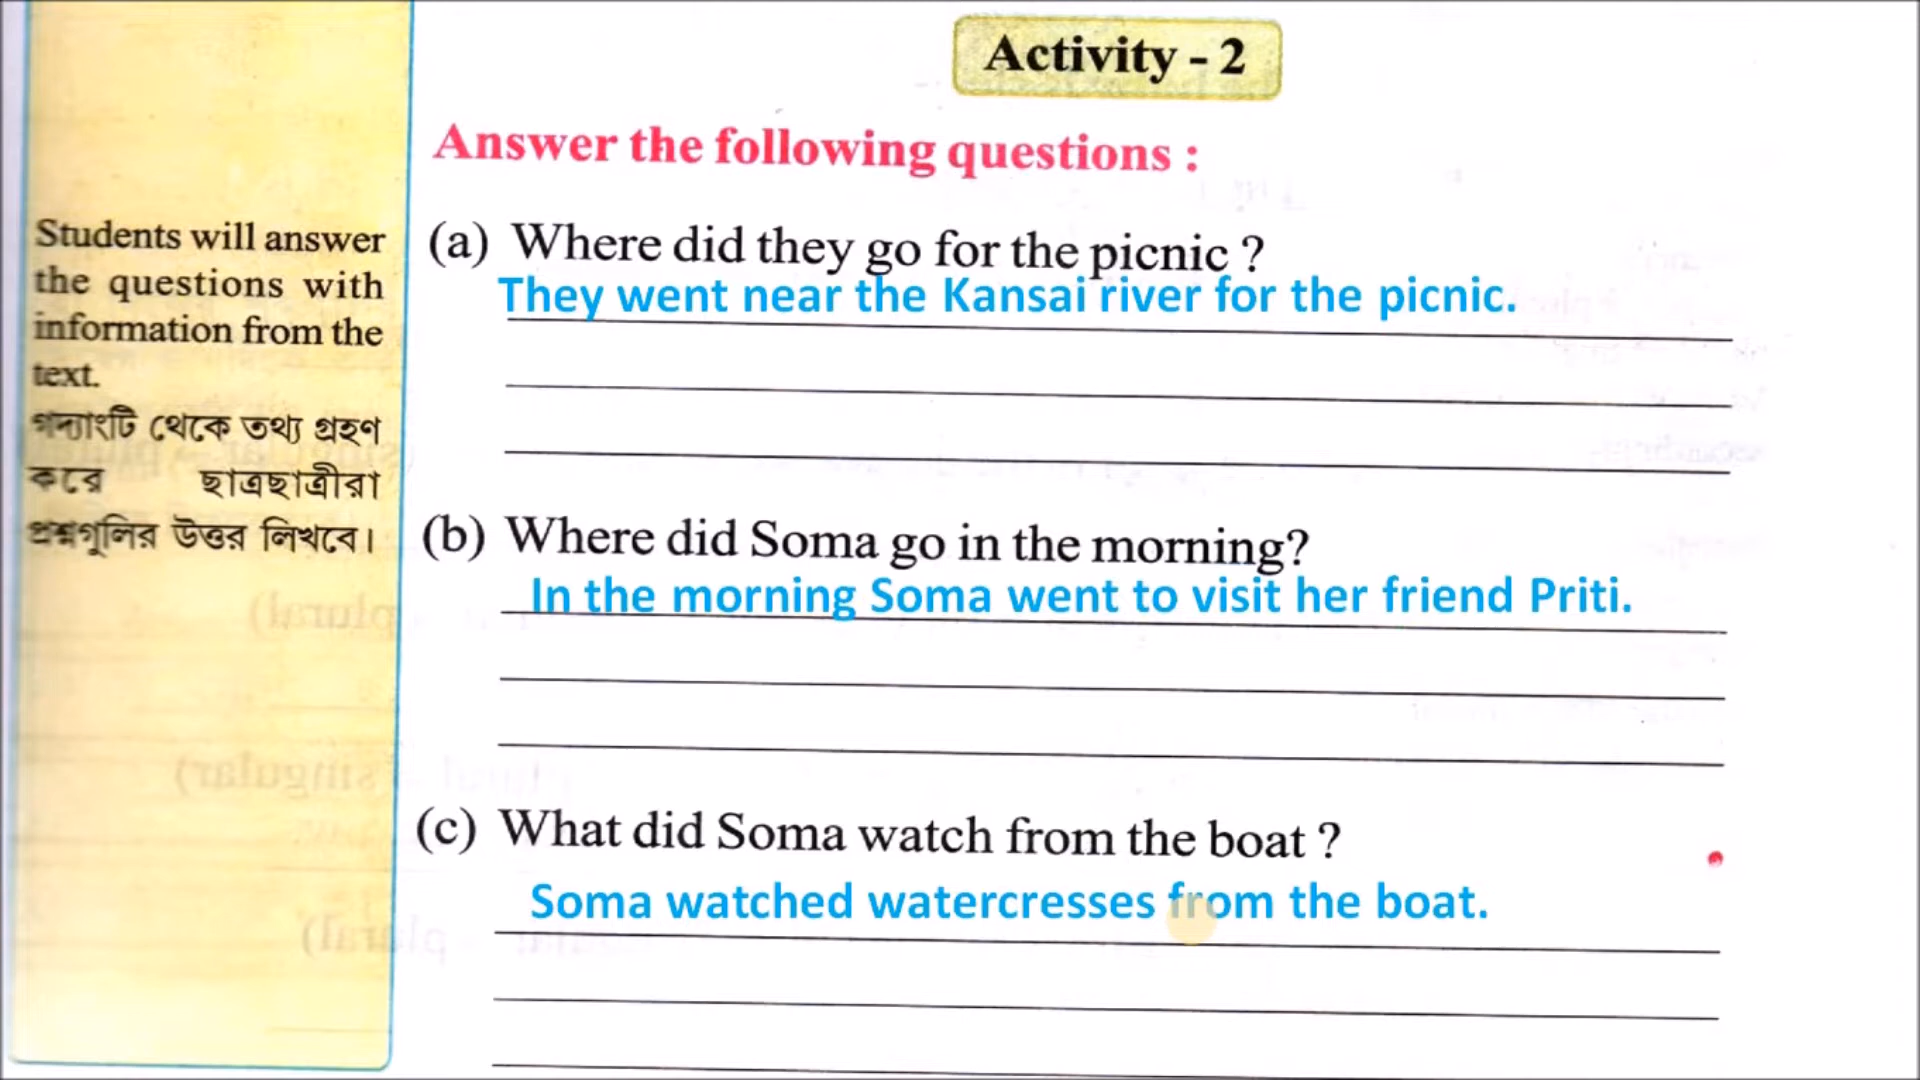 Activity - 2
Answer the following questions :
Students will answer
the questions with
information from the
text.
গদ্যাংটি থেকে তথ্য গ্রহণ
করে ছাত্রছাত্রীরা
প্রশ্নগুলির উত্তর লিখবে।
(a) Where did they go for the picnic ?
They went near the Kansai river for the picnic.
(b) Where did Soma go in the morning?
In the morning Soma went to visit her friend Priti.
(c) What did Soma watch from the boat ?
Soma watched watercresses from the boat.